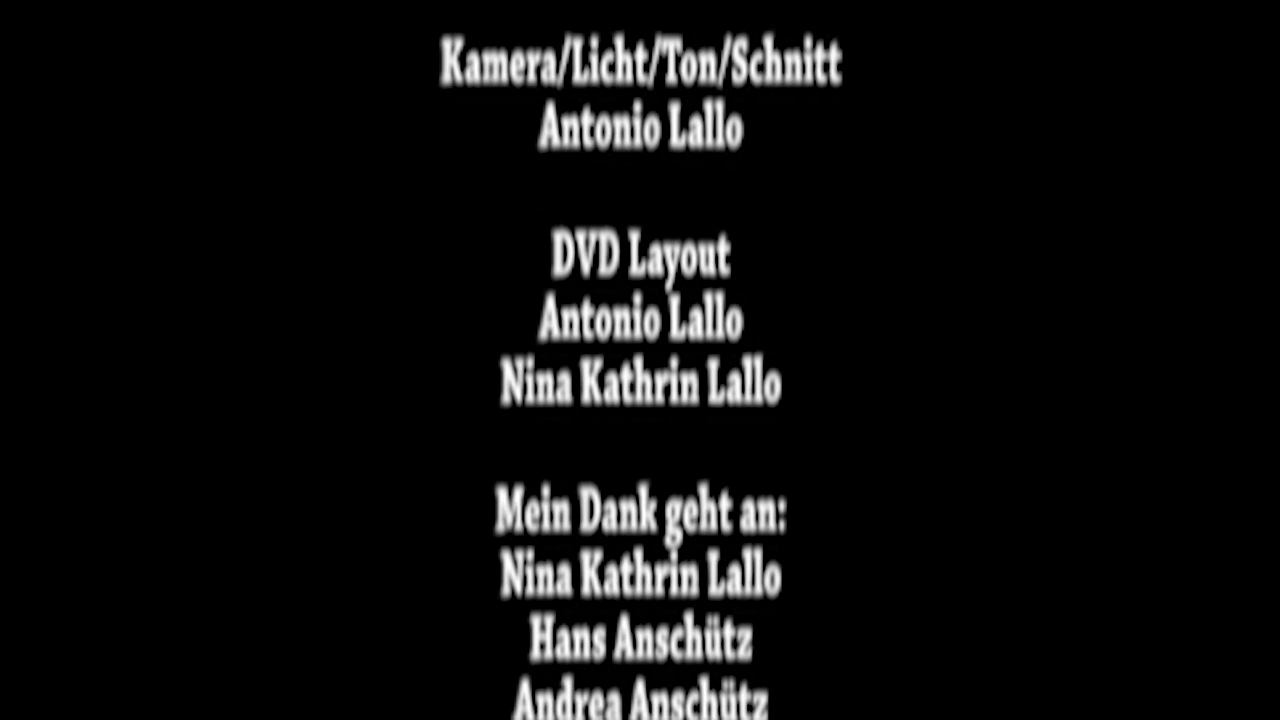 Kamera/Licht/Ton/Schnitt
Antonio Lallo
DVD Layout
Antonio Lallo
Nina Kathrin Lallo
Mein Dank geht an:
Nina Kathrin Lallo
Hans Anschütz
Andrea Anschütz